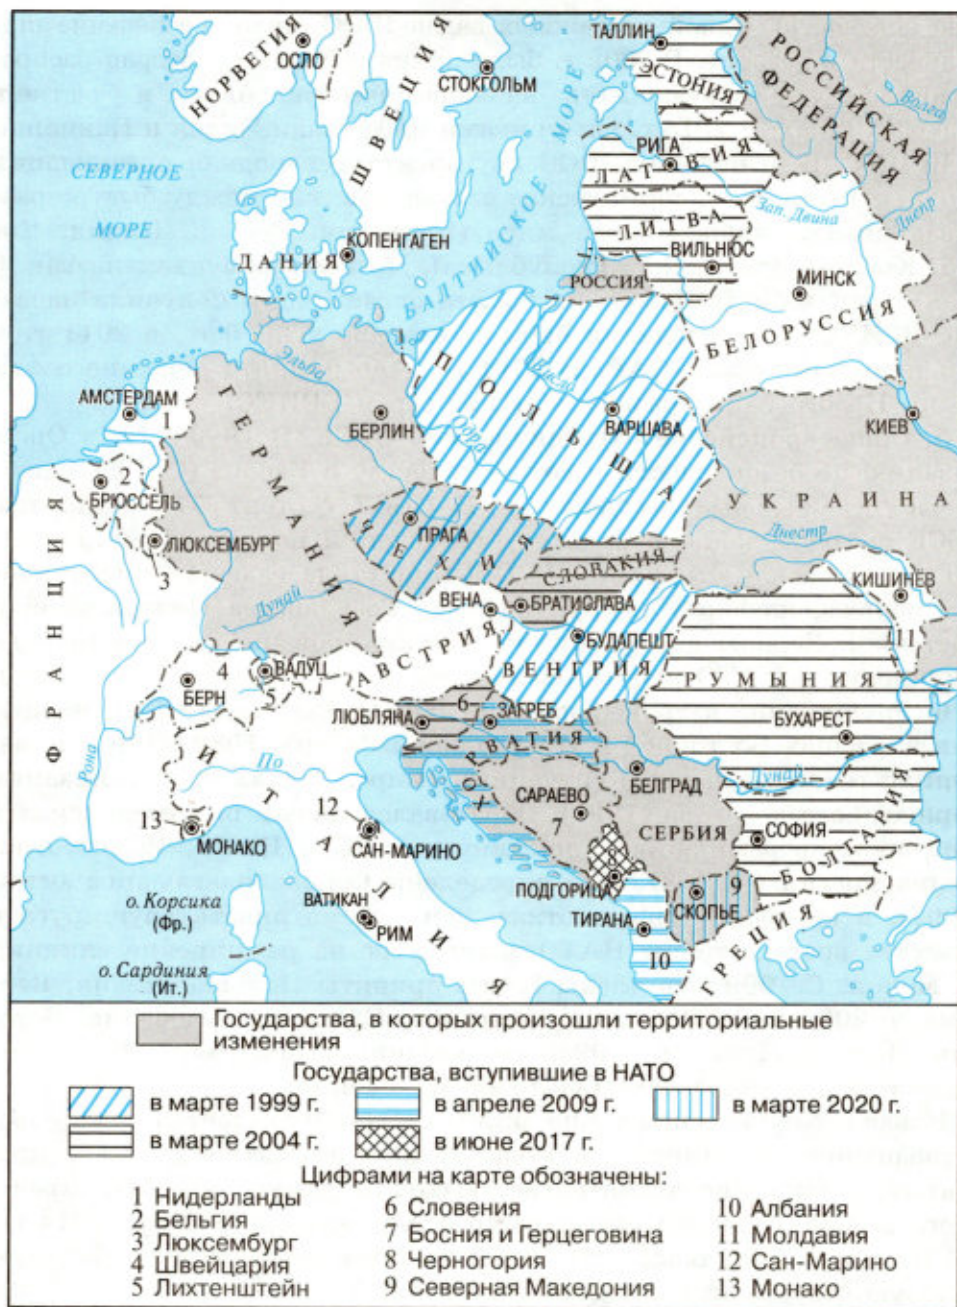 НОРВЕГИЯ
ОСЛО
ШВЕЦИЯ
СТОКГОЛЬМ
ТАЛЛИН
ЭСТОНИЯ
РОССИЙСКАЯ
ФЕДЕРАЦИЯ
Волга
СЕВЕРНОЕ
МОРЕ
БАЛТИЙСКОЕ МОРЕ
РИГА
ЛАТВИЯ
Зап. Двина
Днепр
ЛИТВА
ВИЛЬНЮС
КОПЕНГАГЕН
ДАНИЯ
РОССИЯ
МИНСК
БЕЛОРУССИЯ
Эльба
ПОЛЬША
Висла
АМСТЕРДАМ
1
ГЕРМАНИЯ
БЕРЛИН
Одра
ВАРШАВА
КИЕВ
2
БРЮССЕЛЬ
УКРАИНА
ЛЮКСЕМБУРГ
3
ПРАГА
ЧЕХИЯ
Днестр
СЛОВАКИЯ
ФРАНЦИЯ
Дунай
ВЕНА
БРАТИСЛАВА
КИШИНЕВ
11
БУДАПЕШТ
АВСТРИЯ
ВЕНГРИЯ
РУМЫНИЯ
4
ВАДУЦ
БЕРН
5
6
ЛЮБЛЯНА
7
ЗАГРЕБ
БУХАРЕСТ
ХОРВАТИЯ
Рона
По
ИТАЛИЯ
БЕЛГРАД
Дунай
САРАЕВО
7
12
13
МОНАКО
САН-МАРИНО
СЕРБИЯ
СОФИЯ
БОЛГАРИЯ
8
ПОДГОРИЦА
СКОПЬЕ
9
о. Корсика
(Фр.)
ВАТИКАН
РИМ
ТИРАНА
10
ГРЕЦИЯ
о. Сардиния
(Ит.)
Государства, в которых произошли территориальные
изменения
Государства, вступившие в НАТО
в марте 1999 г.
в апреле 2009 г.
в марте 2020 г.
в марте 2004 г.
в июне 2017 г.
Цифрами на карте обозначены:
1 Нидерланды
2 Бельгия
3 Люксембург
4 Швейцария
5 Лихтенштейн
6 Словения
7 Босния и Герцеговина
8 Черногория
9 Северная Македония
10 Албания
11 Молдавия
12 Сан-Марино
13 Монако